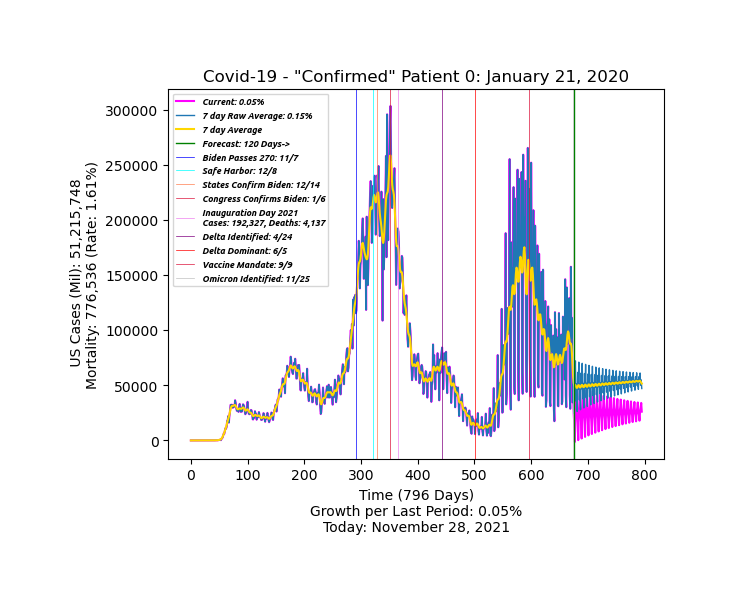 Covid-19 - "Confirmed" Patient 0: January 21, 2020
Current: 0.05%
7 day Raw Average: 0.15%
7 day Average
Forecast: 120 Days->
Biden Passes 270: 11/7
Safe Harbor: 12/8
States Confirm Biden: 12/14
Congress Confirms Biden: 1/6
Inauguration Day 2021
Cases: 192,327, Deaths: 4,137
Delta Identified: 4/24
Delta Dominant: 6/5
Vaccine Mandate: 9/9
Omicron Identified: 11/25
US Cases (Mil): 51,215,748
Mortality: 776,536 (Rate: 1.61%)
300000
250000
200000
150000
100000
50000
0
0 100 200 300 400 500 600 700 800
Time (796 Days)
Growth per Last Period: 0.05%
Today: November 28, 2021